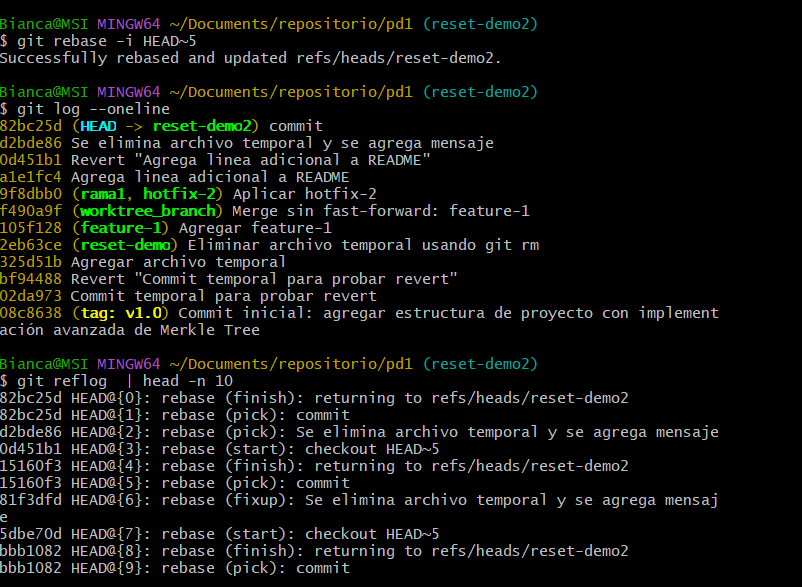 Bianca@MSI MINGW64 ~/Documents/repositorio/pd1 (reset-demo2)
$ git rebase -i HEAD~5
Successfully rebased and updated refs/heads/reset-demo2.
Bianca@MSI MINGW64 ~/Documents/repositorio/pd1 (reset-demo2)
$ git log --oneline
82bc25d (HEAD -> reset-demo2) commit
d2bde86 Se elimina archivo temporal y se agrega mensaje
0d451b1 Revert "Agrega linea adicional a README"
a1e1fc4 Agrega linea adicional a README
9f8dbb0 (rama1, hotfix-2) Aplicar hotfix-2
f490a9f (worktree_branch) Merge sin fast-forward: feature-1
105f128 (feature-1) Agregar feature-1
2eb63ce (reset-demo) Eliminar archivo temporal usando git rm
325d51b Agregar archivo temporal
bf94488 Revert "Commit temporal para probar revert"
02da973 Commit temporal para probar revert
08c8638 (tag: v1.0) Commit inicial: agregar estructura de proyecto con implement
ación avanzada de Merkle Tree
Bianca@MSI MINGW64 ~/Documents/repositorio/pd1 (reset-demo2)
$ git reflog  | head -n 10
82bc25d HEAD@{0}: rebase (finish): returning to refs/heads/reset-demo2
82bc25d HEAD@{1}: rebase (pick): commit
d2bde86 HEAD@{2}: rebase (pick): Se elimina archivo temporal y se agrega mensaje
0d451b1 HEAD@{3}: rebase (start): checkout HEAD~5
15160f3 HEAD@{4}: rebase (finish): returning to refs/heads/reset-demo2
15160f3 HEAD@{5}: rebase (pick): commit
81f3dfd HEAD@{6}: rebase (fixup): Se elimina archivo temporal y se agrega mensaj
e
5dbe70d HEAD@{7}: rebase (start): checkout HEAD~5
bbb1082 HEAD@{8}: rebase (finish): returning to refs/heads/reset-demo2
bbb1082 HEAD@{9}: rebase (pick): commit